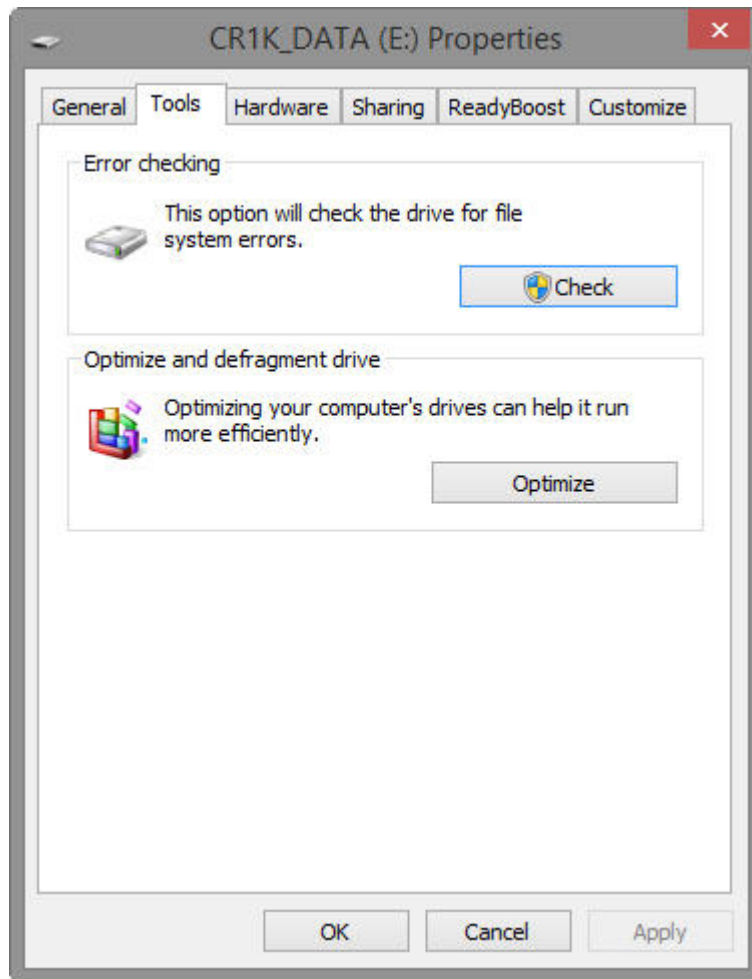 CR1K_DATA (E:) Properties
General Tools Hardware Sharing ReadyBoost Customize
Error checking
This option will check the drive for file
system errors.
Check
Optimize and defragment drive
Optimizing your computer's drives can help it run
more efficiently.
Optimize
OK Cancel Apply